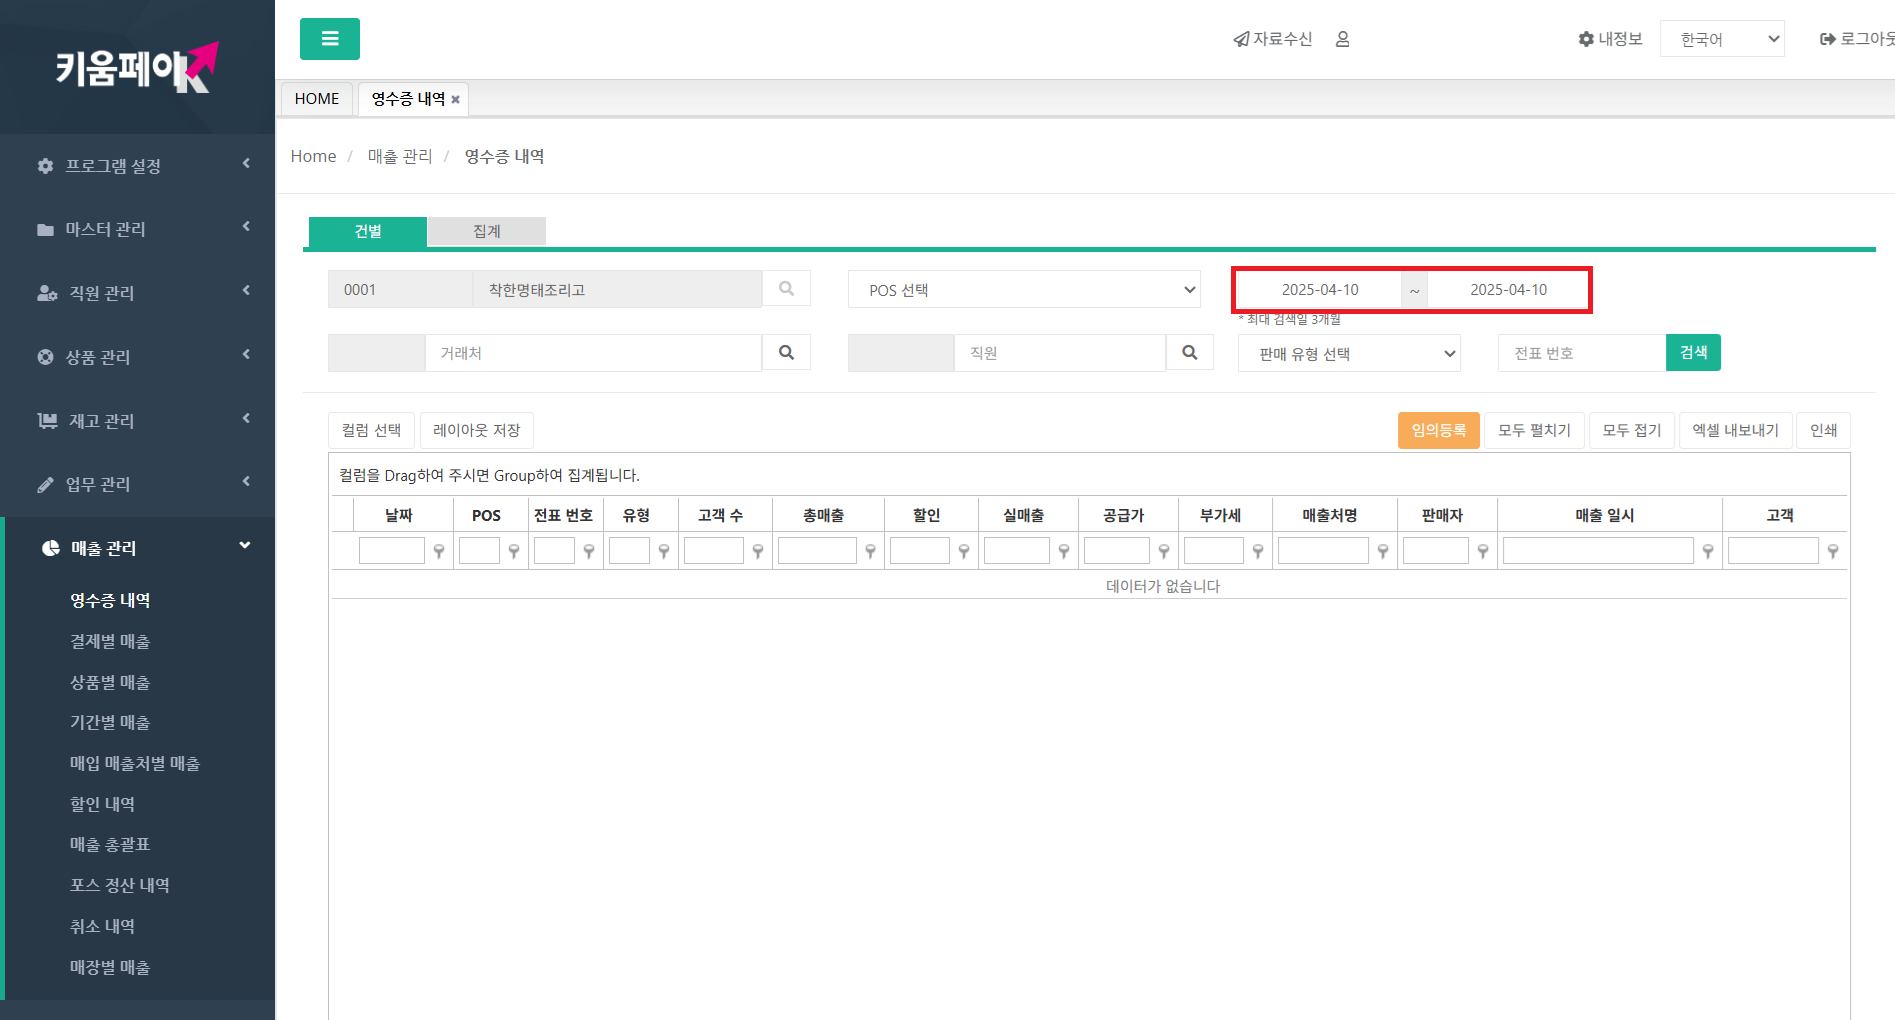 키움페이K
프로그램 설정
마스터 관리
직원 관리
상품 관리
재고 관리
업무 관리
매출 관리
영수증 내역
결제별 매출
상품별 매출
기간별 매출
매입 매출처별 매출
할인 내역
매출 총괄표
포스 정산 내역
취소 내역
매장별 매출
자료수신
내정보
한국어
로그아웃
HOME
영수증 내역 ×
Home / 매출 관리 / 영수증 내역
건별 집계
0001 착한명태조리고 POS 선택 2025-04-10 ~ 2025-04-10
* 최대 검색일 3개월
거래처 직원 판매 유형 선택 전표 번호 검색
컬럼 선택 레이아웃 저장 임의등록 모두 펼치기 모두 접기 엑셀 내보내기 인쇄
컬럼을 Drag하여 주시면 Group하여 집계됩니다.
날짜 POS 전표 번호 유형 고객 수 총매출 할인 실매출 공급가 부가세 매출처명 판매자 매출 일시 고객
데이터가 없습니다